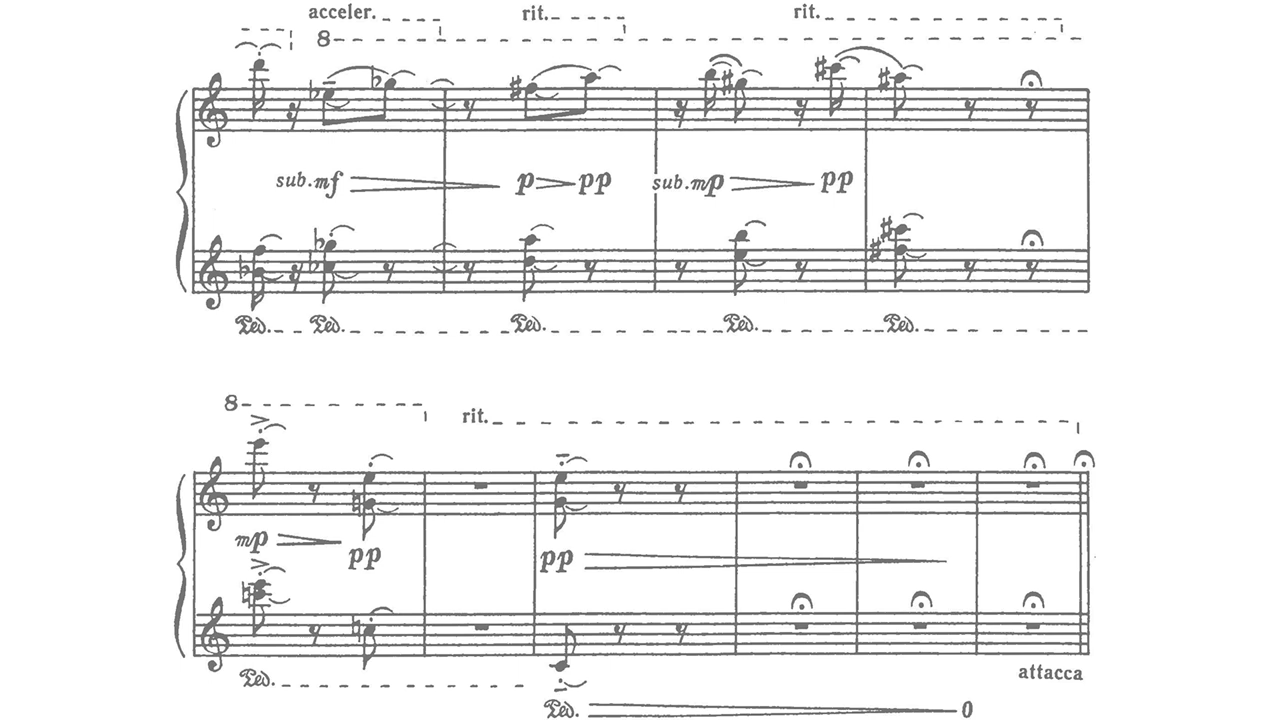 acceler. rit. rit.
8
sub. mf p pp sub. mp pp
Ped. Ped. Ped. Ped. Ped.
8
rit.
mp pp pp
attacca
Ped.
Ped. 0